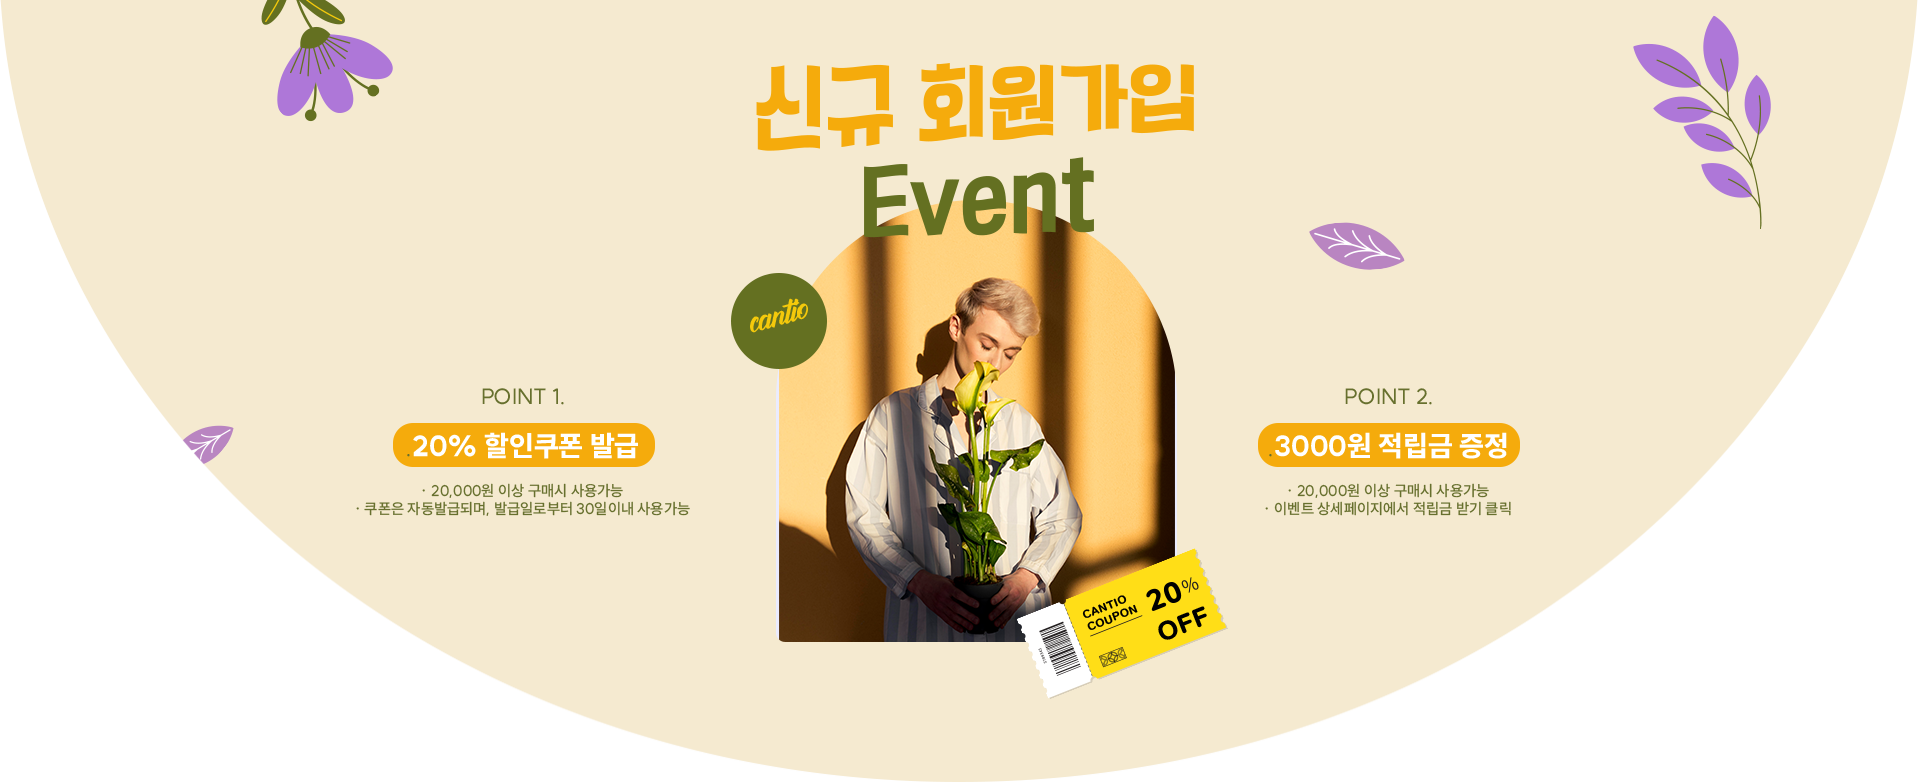 신규 회원가입
Event
cantio
POINT 1.
20% 할인쿠폰 발급
· 20,000원 이상 구매시 사용가능
· 쿠폰은 자동발급되며, 발급일로부터 30일이내 사용가능
POINT 2.
3000원 적립금 증정
· 20,000원 이상 구매시 사용가능
· 이벤트 상세페이지에서 적립금 받기 클릭
CANTIO
COUPON
20%
OFF